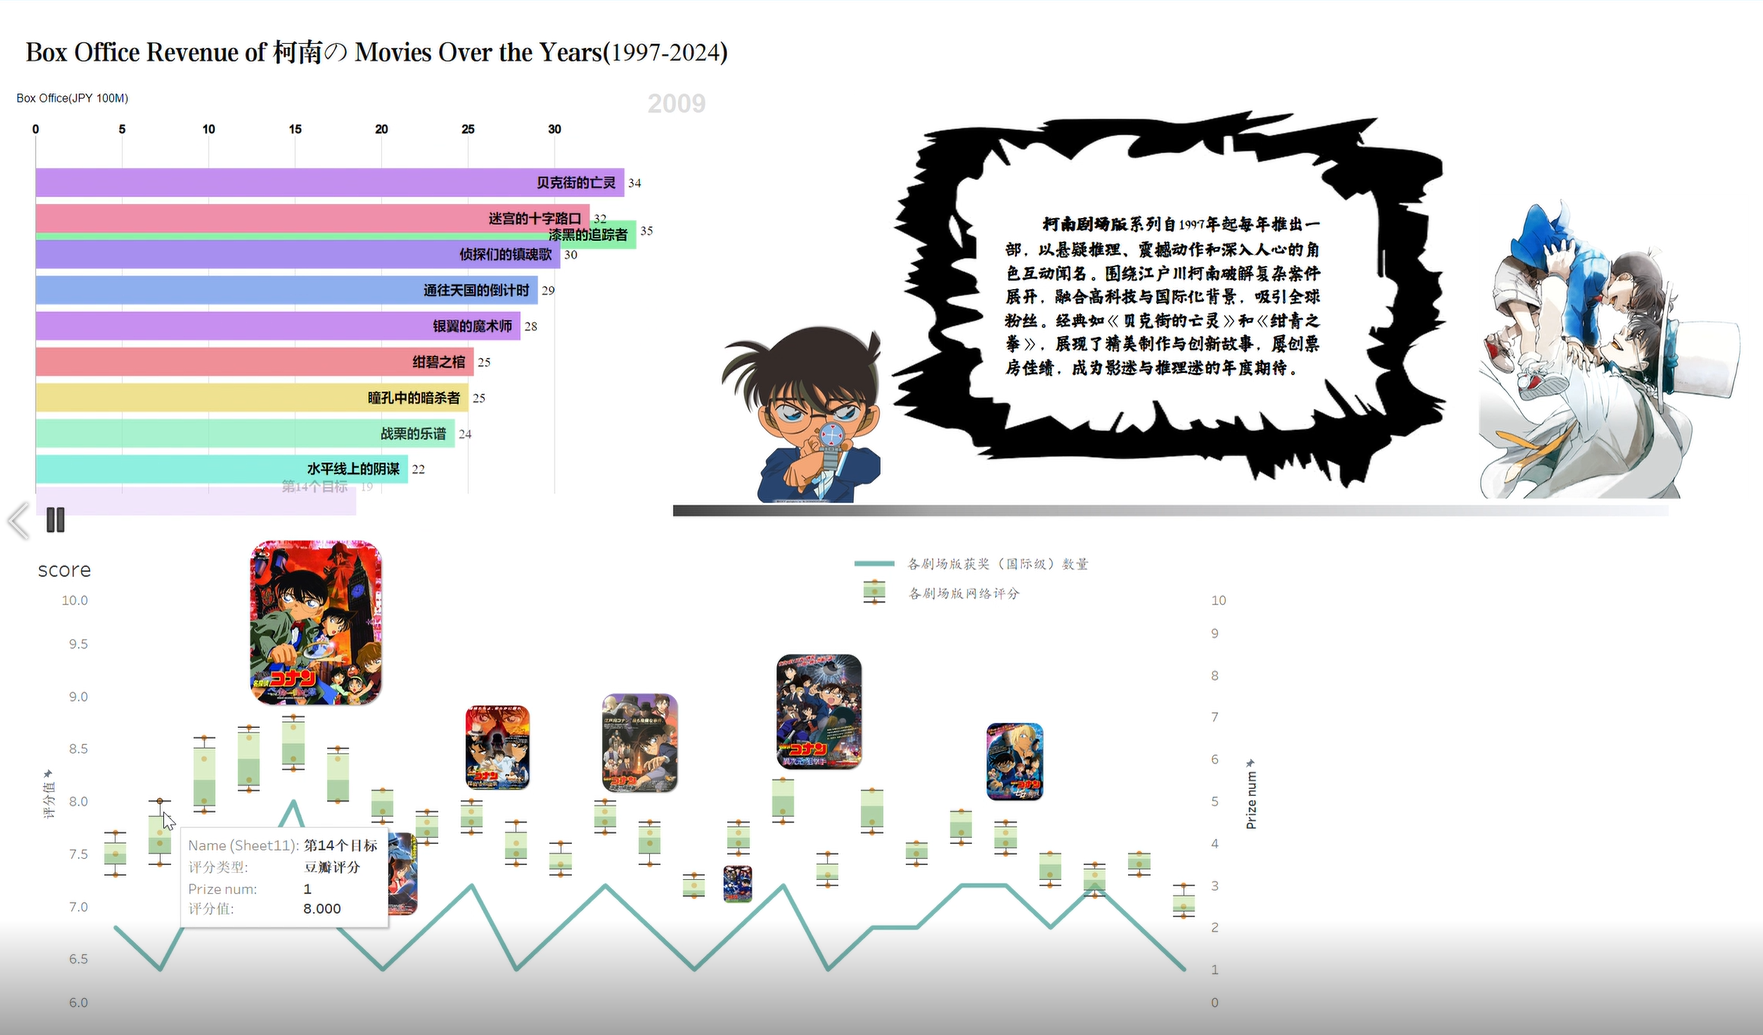 Box Office Revenue of 柯南の Movies Over the Years(1997-2024)
Box Office(JPY 100M)
2009
0 5 10 15 20 25 30
贝克街的亡灵 34
迷宫的十字路口 32
漆黑的追踪者 35
侦探们的镇魂歌 30
通往天国的倒计时 29
银翼的魔术师 28
绀碧之棺 25
瞳孔中的暗杀者 25
战栗的乐谱 24
水平线上的阴谋 22
第14个目标 19
柯南剧场版系列自1997年起每年推出一
部，以悬疑推理、震撼动作和深入人心的角
色互动闻名。围绕江户川柯南破解复杂案件
展开，融合高科技与国际化背景，吸引全球
粉丝。经典如《贝克街的亡灵》和《绀青之
拳》，展现了精美制作与创新故事，屡创票
房佳绩，成为影迷与推理迷的年度期待。
score
各剧场版获奖（国际级）数量
各剧场版网络评分
10.0
9.5
9.0
8.5
8.0
7.5
7.0
6.5
6.0
评分值
コナン
コナン
コナン
コナン
コナン
Name (Sheet11): 第14个目标
评分类型: 豆瓣评分
Prize num: 1
评分值: 8.000
10
9
8
7
6
5
4
3
2
1
0
Prize num